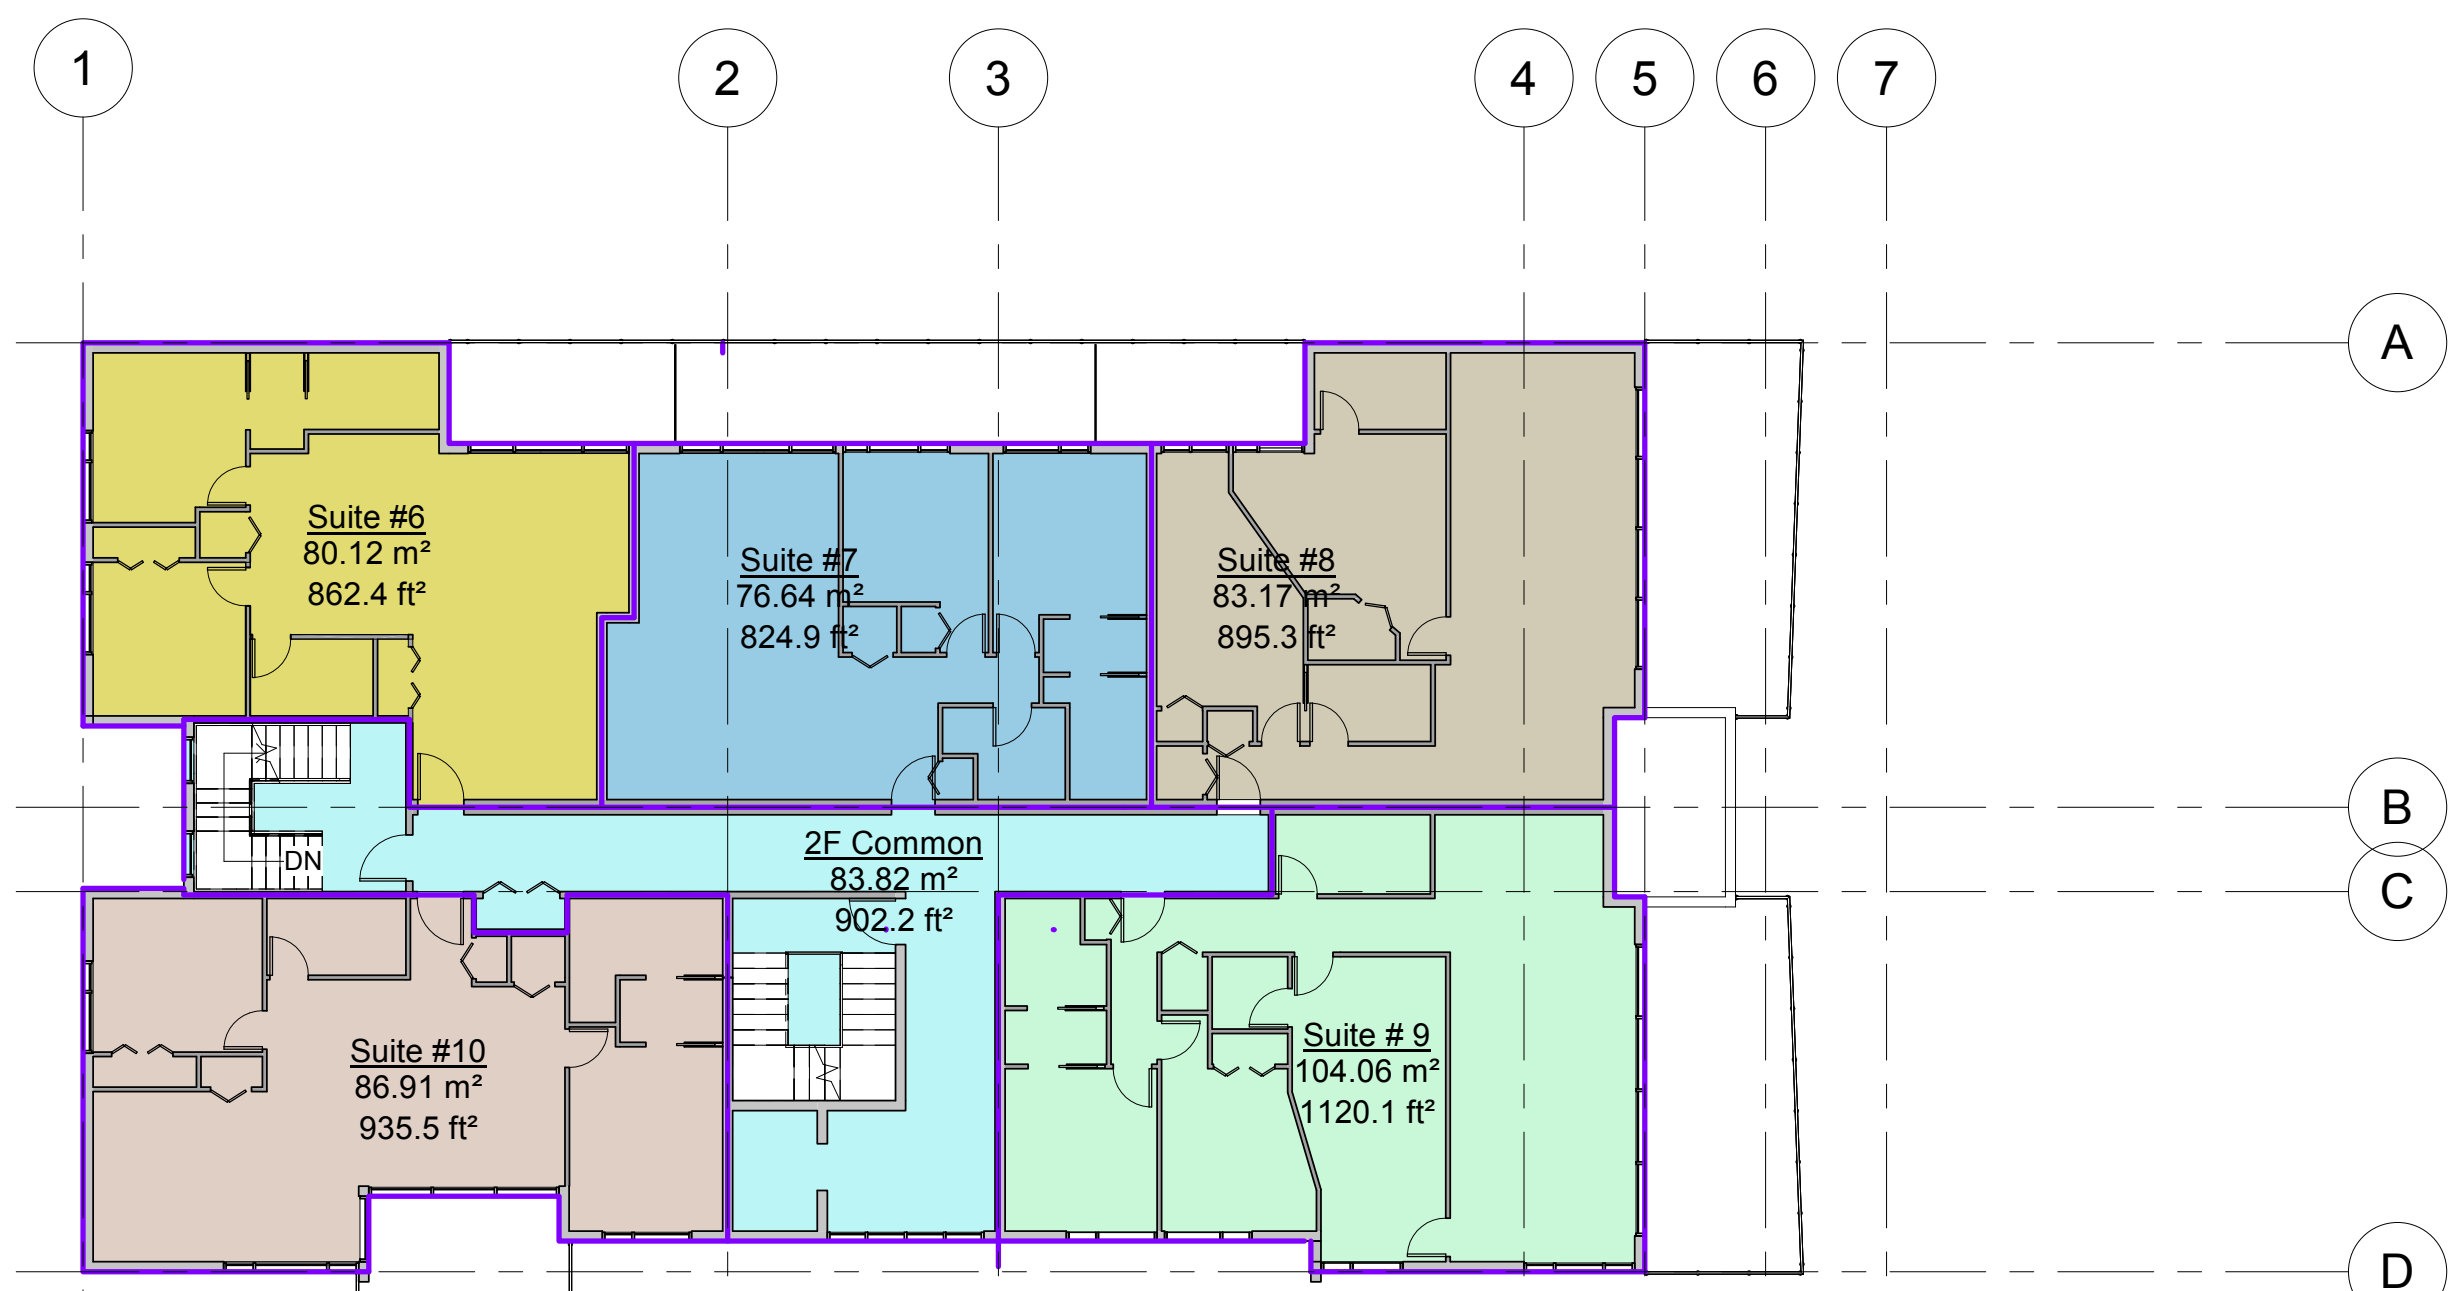 1
2
3
4
5
6
7
A
Suite #6
80.12 m²
862.4 ft²
Suite #7
76.64 m²
824.9 ft²
Suite #8
83.17 m²
895.3 ft²
B
DN
2F Common
83.82 m²
902.2 ft²
C
Suite #10
86.91 m²
935.5 ft²
Suite # 9
104.06 m²
1120.1 ft²
D